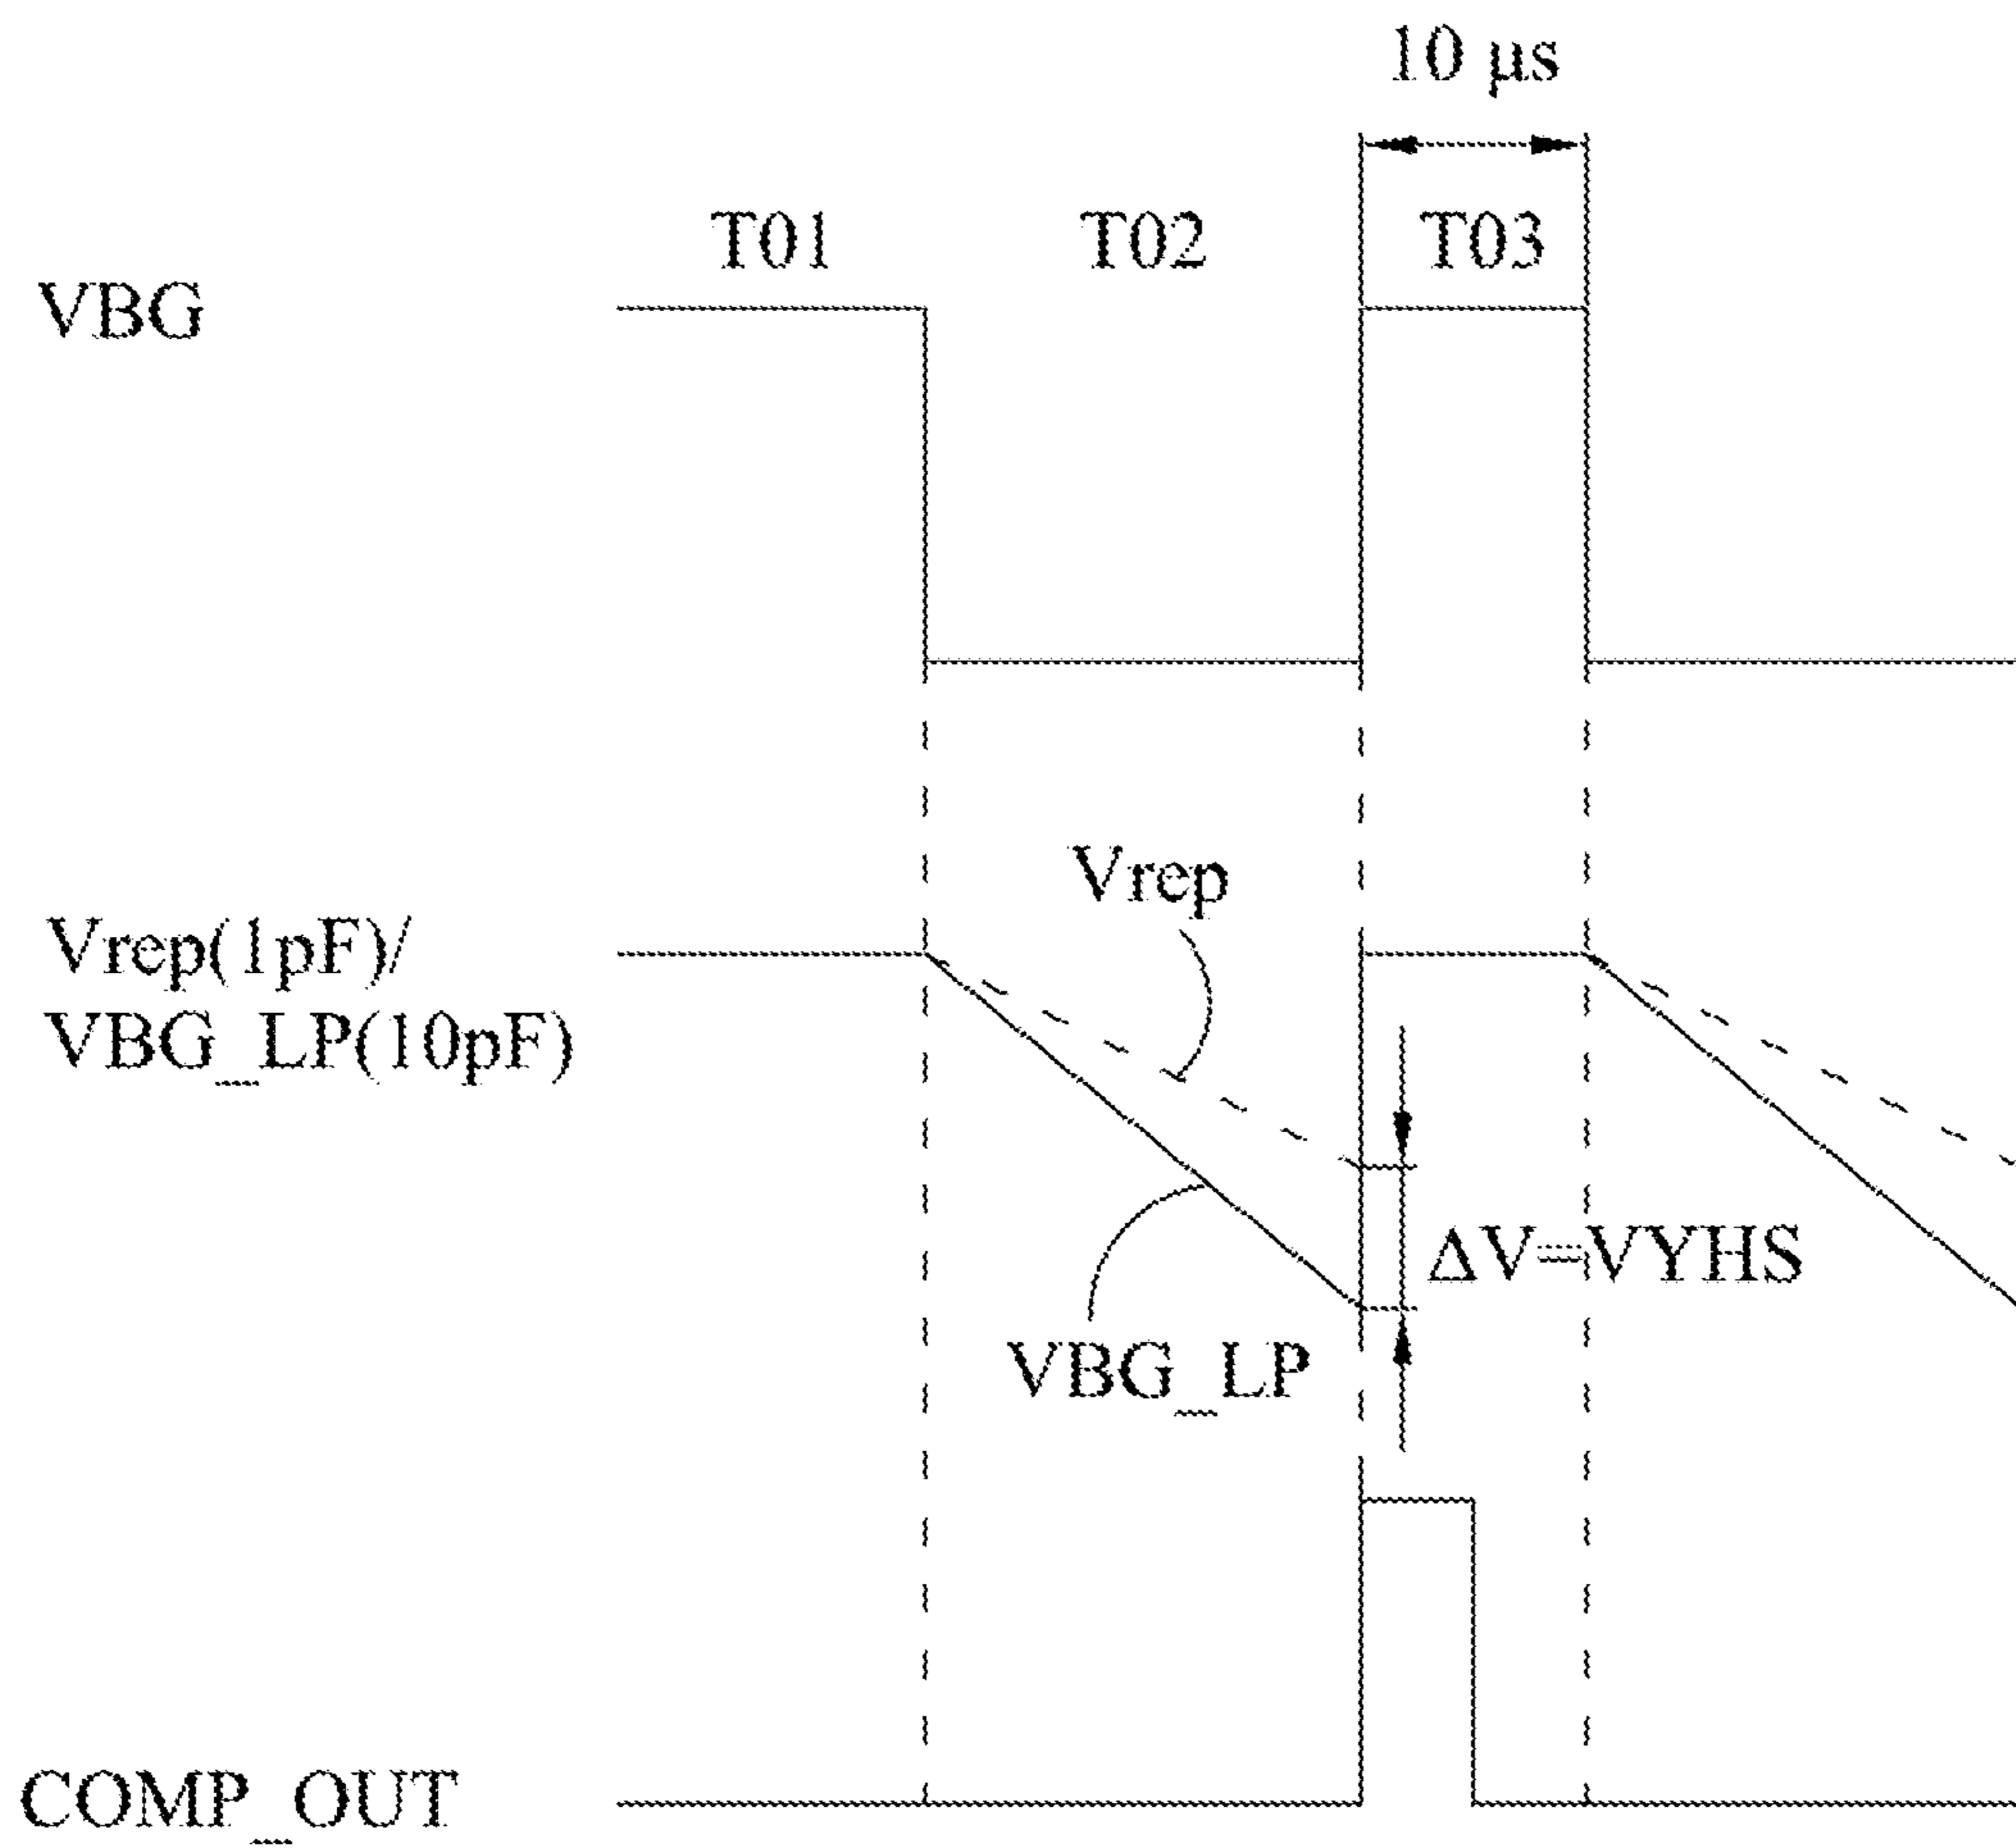 10 μs
T01 T02 T03
VBG
Vrep
Vrep(1pF)/
VBG_LP(10pF)
ΔV=VYHS
VBG_LP
COMP_OUT